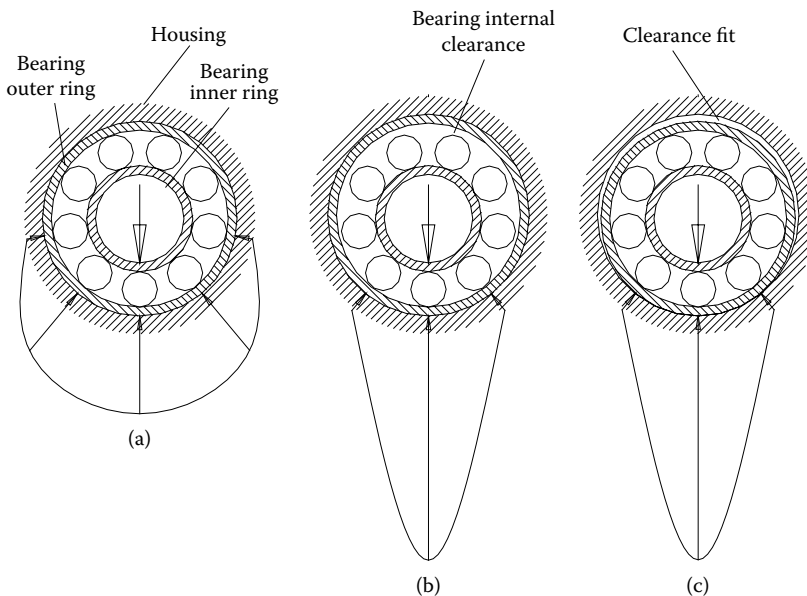 Housing
Bearing
outer ring
Bearing
inner ring
(a)
Bearing internal
clearance
(b)
Clearance fit
(c)